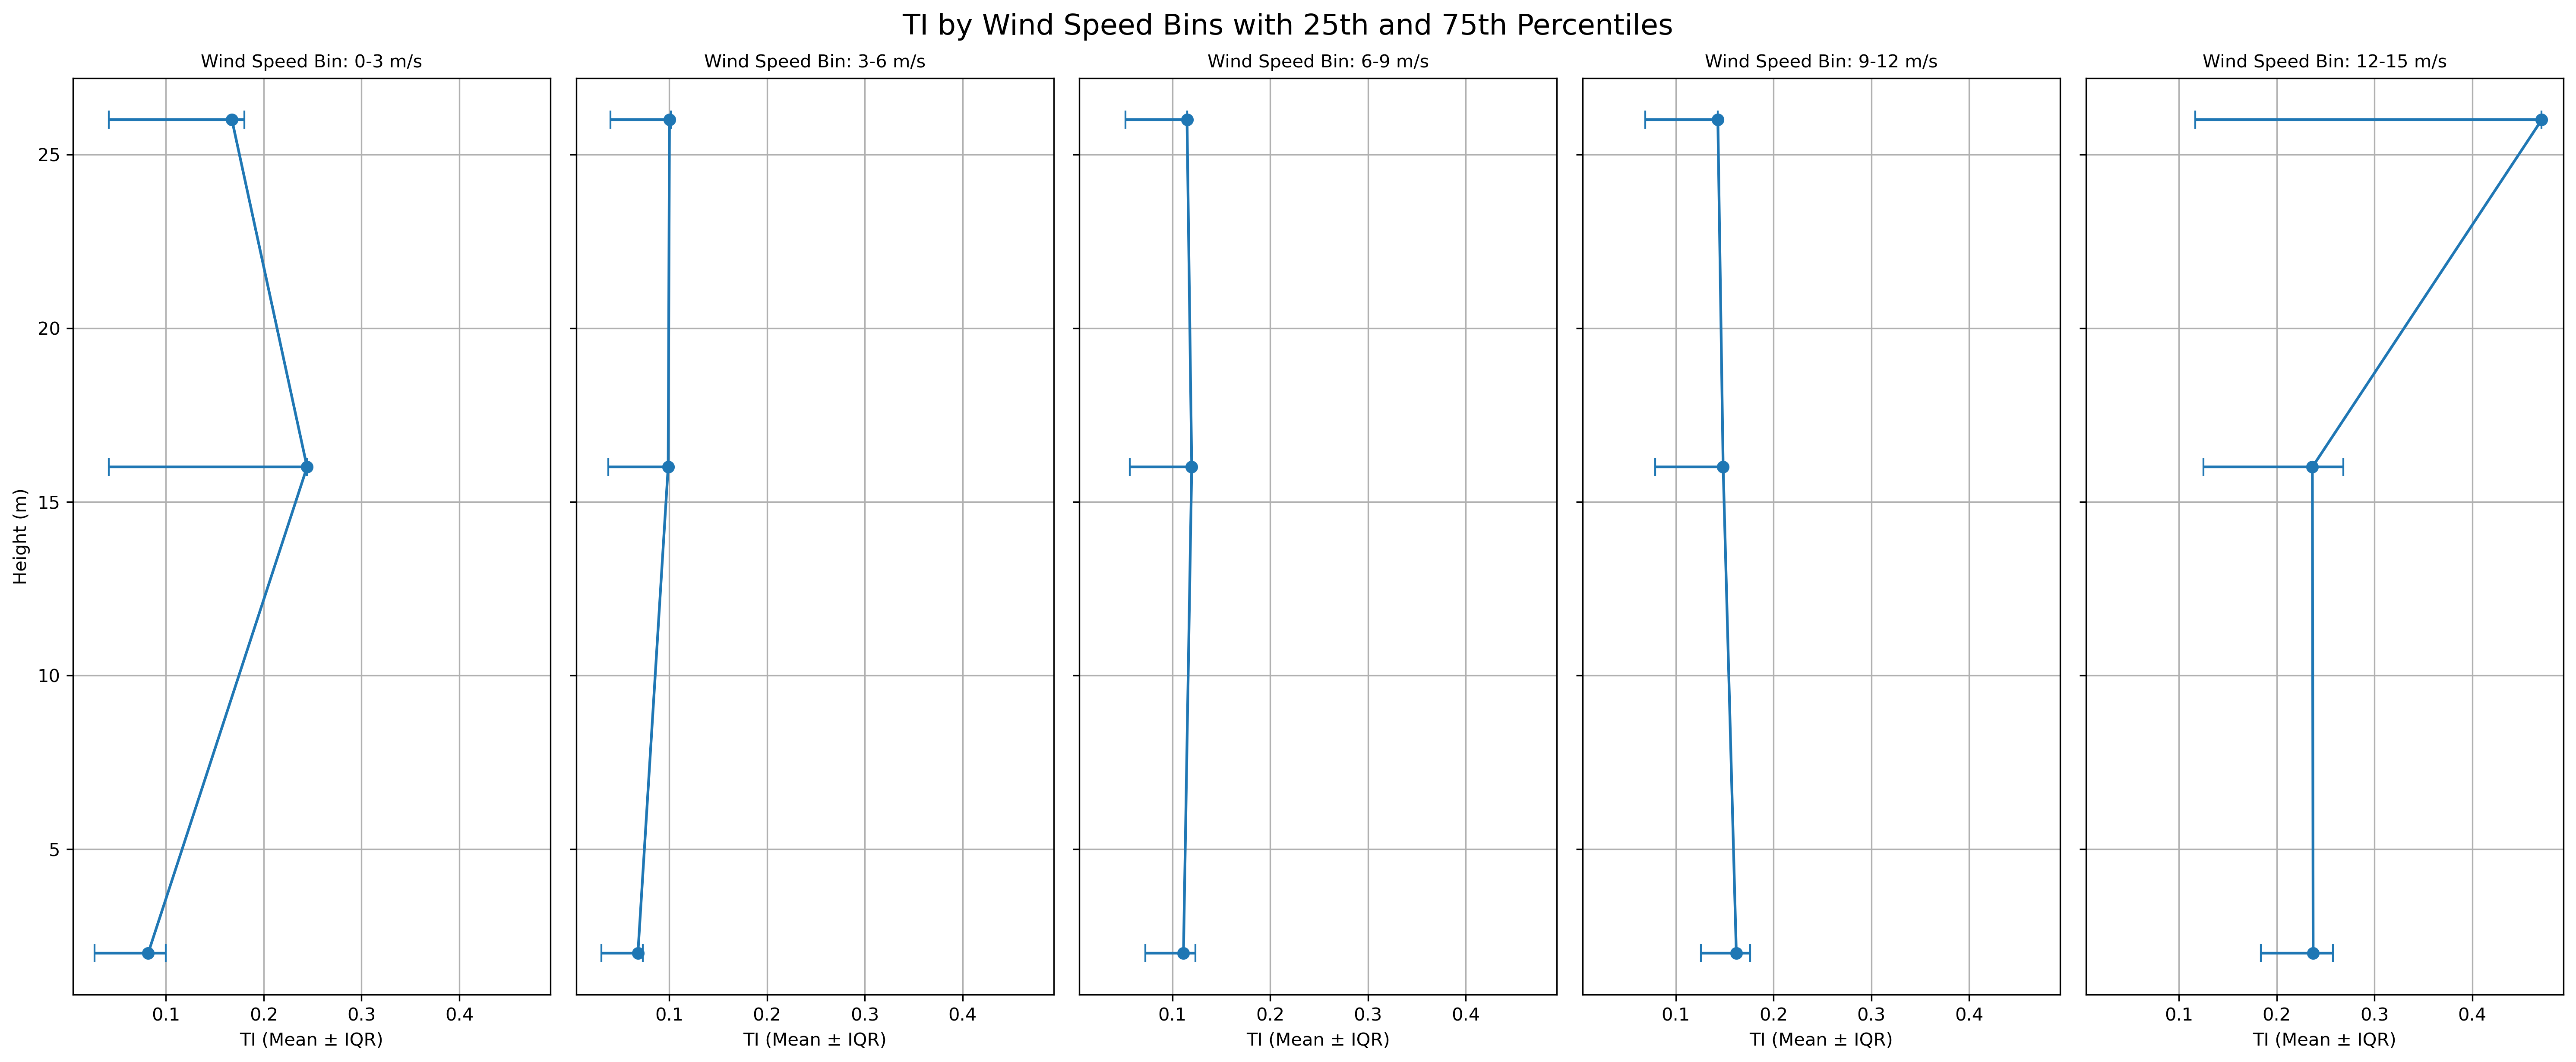 TI by Wind Speed Bins with 25th and 75th Percentiles
Wind Speed Bin: 0-3 m/s
Wind Speed Bin: 3-6 m/s
Wind Speed Bin: 6-9 m/s
Wind Speed Bin: 9-12 m/s
Wind Speed Bin: 12-15 m/s
Height (m)
25
20
15
10
5
0.1 0.2 0.3 0.4
0.1 0.2 0.3 0.4
0.1 0.2 0.3 0.4
0.1 0.2 0.3 0.4
0.1 0.2 0.3 0.4
TI (Mean ± IQR)
TI (Mean ± IQR)
TI (Mean ± IQR)
TI (Mean ± IQR)
TI (Mean ± IQR)